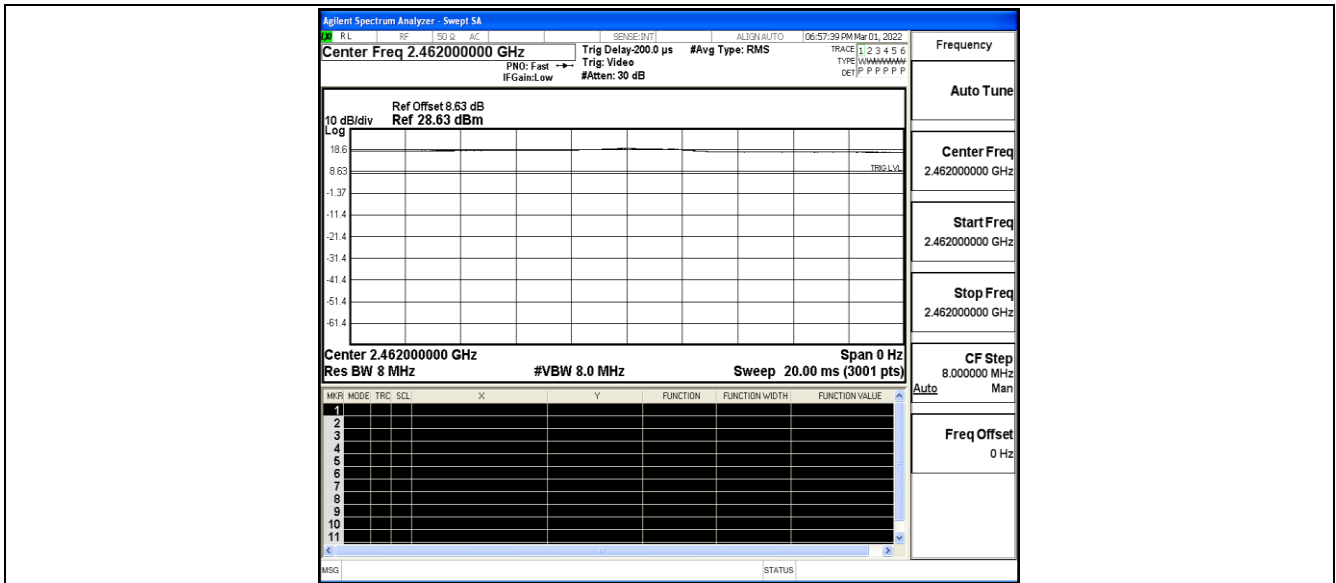 Agilent Spectrum Analyzer - Swept SA
LXI RL RF 50 Ω AC SENSE:INT ALIGNAUTO 06:57:39 PM Mar 01, 2022
Center Freq 2.462000000 GHz
PNO: Fast
IFGain:Low
Trig Delay-200.0 µs
Trig: Video
#Atten: 30 dB
#Avg Type: RMS
TRACE 1 2 3 4 5 6
TYPE
DET P P P P P P
Ref Offset 8.63 dB
10 dB/div Ref 28.63 dBm
Log
18.6
8.63
TRIG LVL
-1.37
-11.4
-21.4
-31.4
-41.4
-51.4
-61.4
Center 2.462000000 GHz Span 0 Hz
Res BW 8 MHz #VBW 8.0 MHz Sweep 20.00 ms (3001 pts)
MKR MODE TRC SCL X Y FUNCTION FUNCTION WIDTH FUNCTION VALUE
1
2
3
4
5
6
7
8
9
10
11
MSG STATUS
Frequency
Auto Tune
Center Freq
2.462000000 GHz
Start Freq
2.462000000 GHz
Stop Freq
2.462000000 GHz
CF Step
8.000000 MHz
Auto Man
Freq Offset
0 Hz